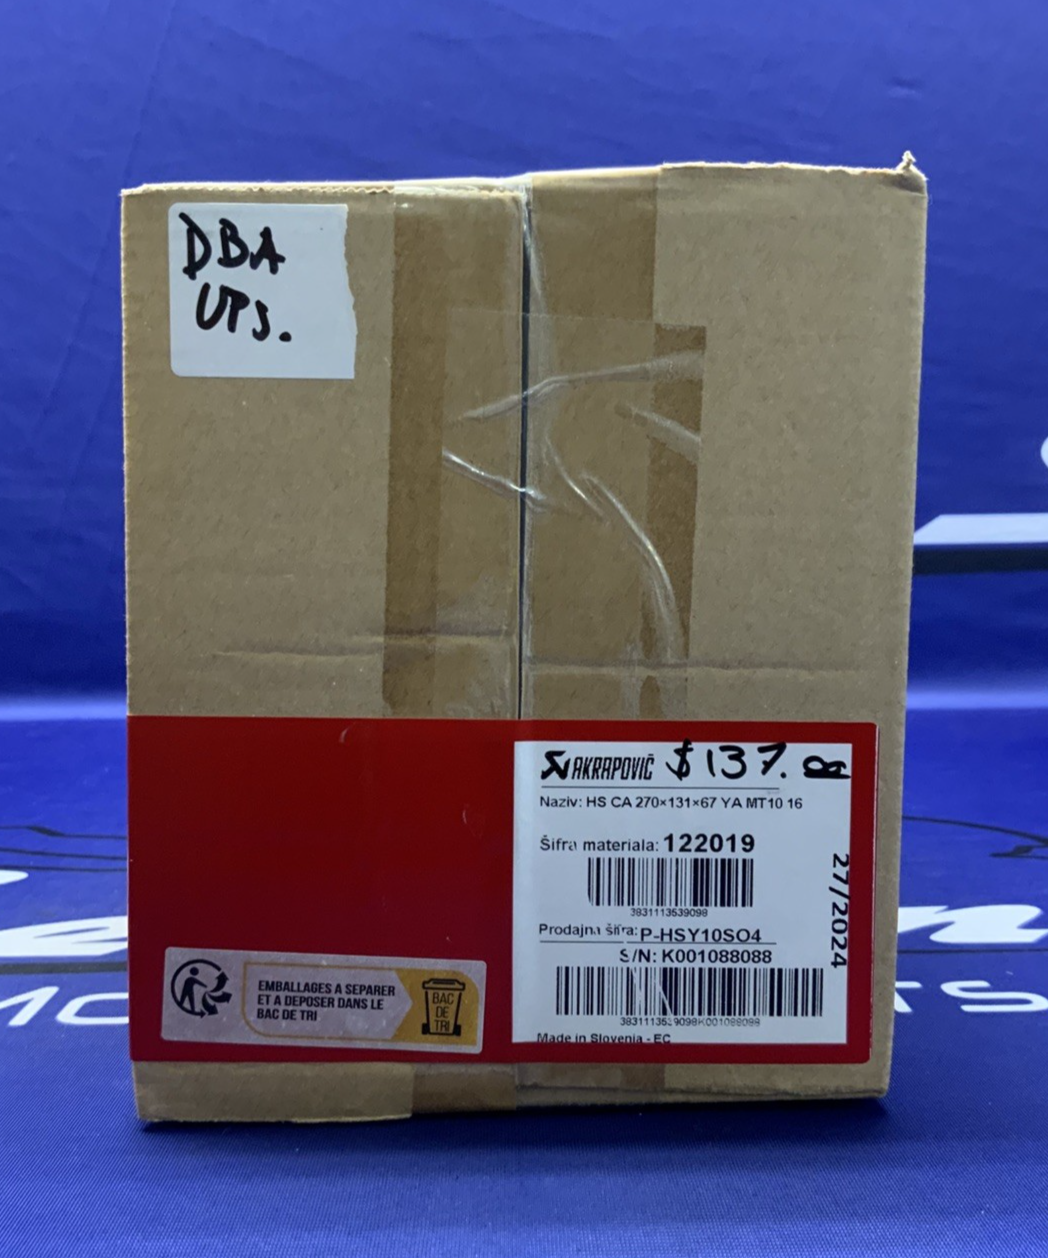 DBA
UPS.
AKRAPOVIČ $137.
Naziv: HS CA 270×131×67 YA MT10 16
Šifra materiala: 122019
3831113539098
27/2024
Prodajna šifra: P-HSY10SO4
S/N: K001088088
3831113539098K001088088
Made in Slovenia - EC
EMBALLAGES A SEPARER
ET A DEPOSER DANS LE
BAC DE TRI
BAC
DE
TRI